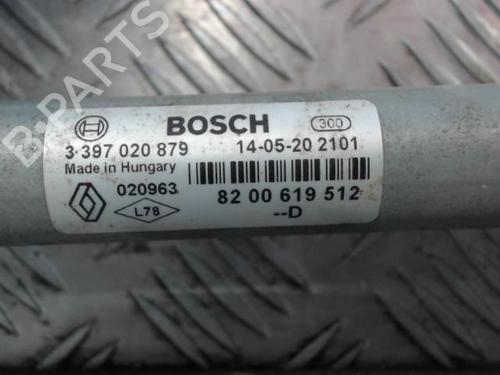 BOSCH 300
3 397 020 879 14-05-20 2101
Made in Hungary
020963
L78
82 00 619 512
--D
B-PARTS